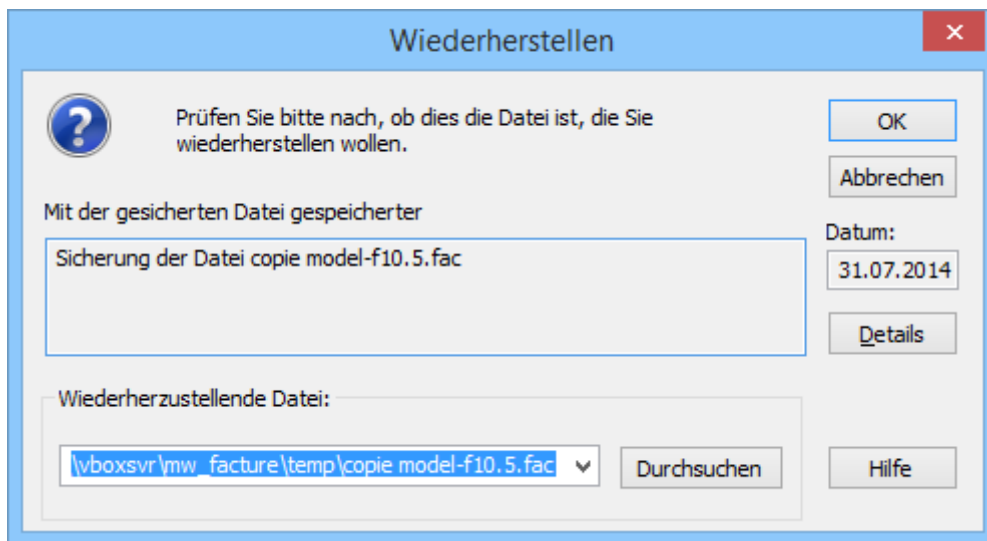 Wiederherstellen
Prüfen Sie bitte nach, ob dies die Datei ist, die Sie
wiederherstellen wollen.
OK
Abbrechen
Mit der gesicherten Datei gespeicherter
Datum:
Sicherung der Datei copie model-f10.5.fac
31.07.2014
Details
Wiederherzustellende Datei:
\vboxsvr\mw_facture\temp\copie model-f10.5.fac
Durchsuchen
Hilfe